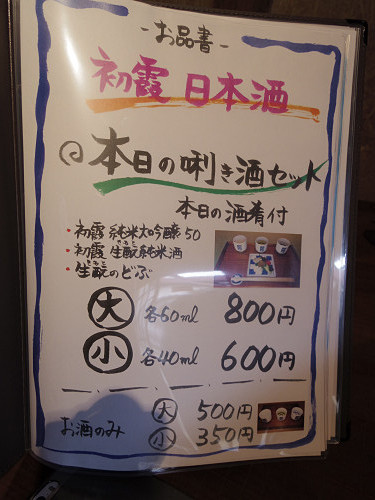 -お品書-
初霞 日本酒
◎本日の唎き酒セット
本日の酒肴付
・初霞 純米大吟醸50
・初霞 生酛純米酒
・生酛のどぶ
大 各60ml 800円
小 各40ml 600円
お酒のみ 大 500円
小 350円